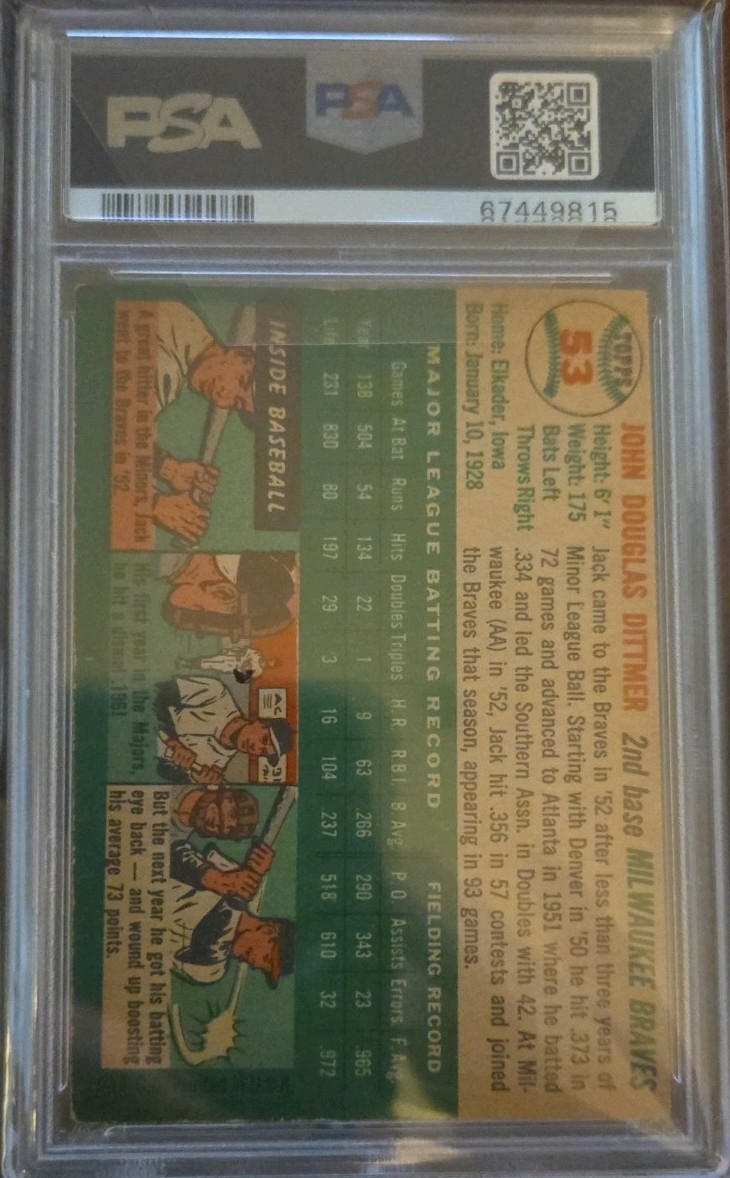 PSA
PSA
67449815
TOPPS
53
JOHN DOUGLAS DITTMER 2nd base MILWAUKEE BRAVES
Height: 6' 1"
Weight: 175
Bats Left
Throws Right
Home: Elkader, Iowa
Born: January 10, 1928
Jack came to the Braves in '52 after less than three years of
Minor League Ball. Starting with Denver in '50 he hit .373 in
72 games and advanced to Atlanta in 1951 where he batted
.334 and led the Southern Assn. in Doubles with 42. At Mil-
waukee (AA) in '52, Jack hit .356 in 57 contests and joined
the Braves that season, appearing in 93 games.
MAJOR LEAGUE BATTING RECORD FIELDING RECORD
Games At Bat Runs Hits Doubles Triples H.R. R.B.I. B. Avg. P.O. Assists Errors F. Avg.
Year 138 504 54 134 22 1 9 63 .266 290 343 23 .965
Life 231 830 80 197 29 3 16 104 .237 518 610 32 .972
INSIDE BASEBALL
A great hitter in the Minors, Jack
went to the Braves in '52.
His first year in the Majors,
he hit a dismal .196!
But the next year he got his batting
eye back — and wound up boosting
his average 73 points.